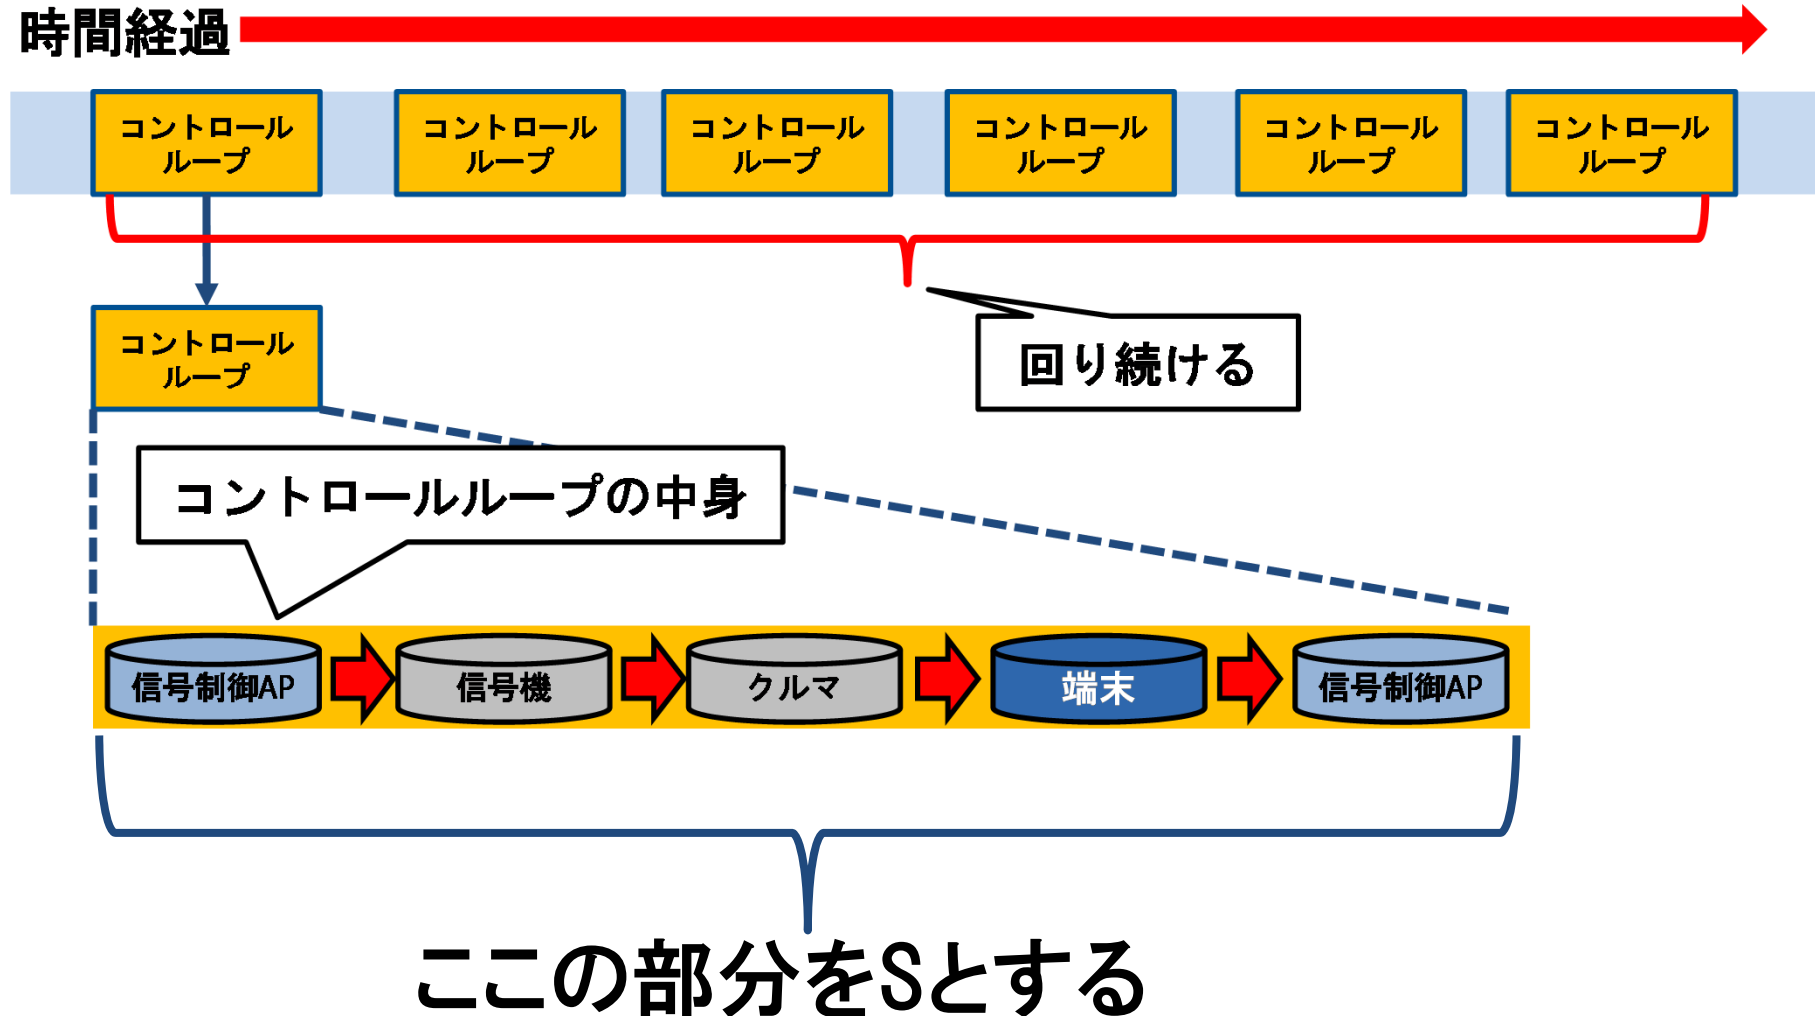 時間経過
コントロール
ループ
コントロール
ループ
コントロール
ループ
コントロール
ループ
コントロール
ループ
コントロール
ループ
コントロール
ループ
回り続ける
コントロールループの中身
信号制御AP
信号機
クルマ
端末
信号制御AP
ここの部分をSとする